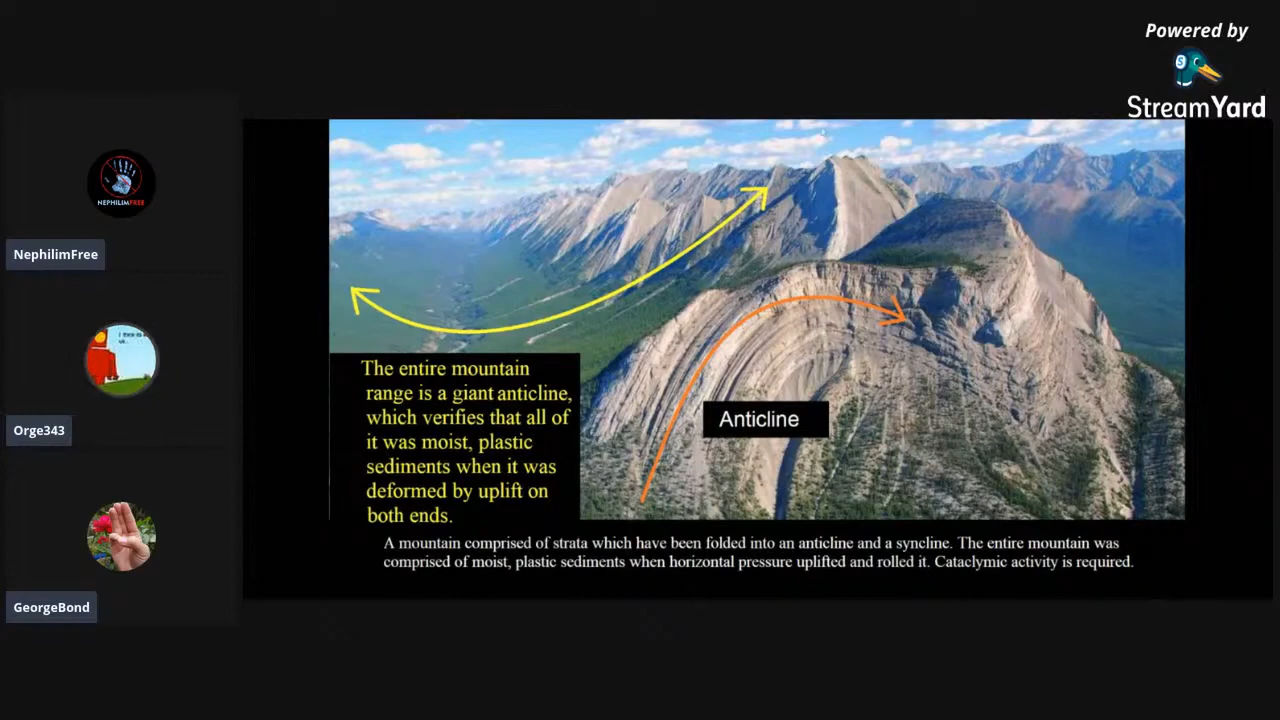 Powered by
StreamYard
NEPHILIMFREE
NephilimFree
Orge343
GeorgeBond
The entire mountain
range is a giant anticline,
which verifies that all of
it was moist, plastic
sediments when it was
deformed by uplift on
both ends.
Anticline
A mountain comprised of strata which have been folded into an anticline and a syncline. The entire mountain was
comprised of moist, plastic sediments when horizontal pressure uplifted and rolled it. Cataclymic activity is required.